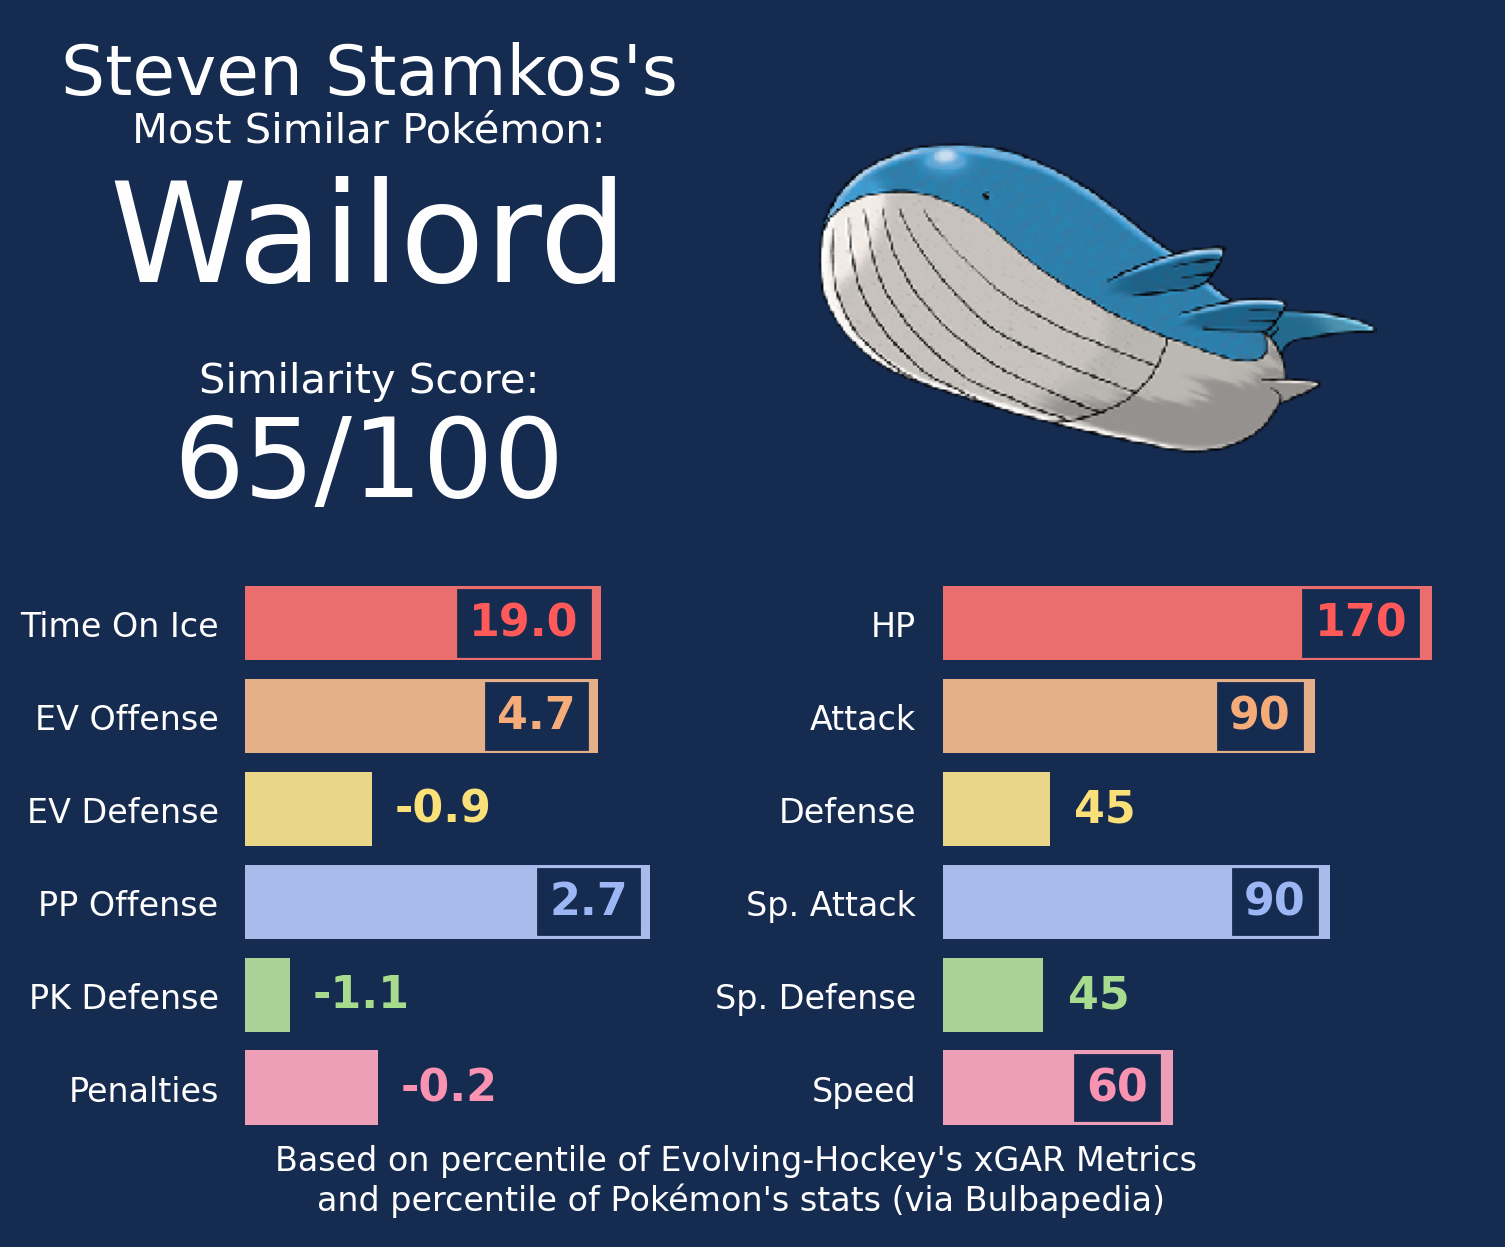 Steven Stamkos's
Most Similar Pokémon:
Wailord
Similarity Score:
65/100
Time On Ice 19.0
EV Offense 4.7
EV Defense -0.9
PP Offense 2.7
PK Defense -1.1
Penalties -0.2
HP 170
Attack 90
Defense 45
Sp. Attack 90
Sp. Defense 45
Speed 60
Based on percentile of Evolving-Hockey's xGAR Metrics
and percentile of Pokémon's stats (via Bulbapedia)